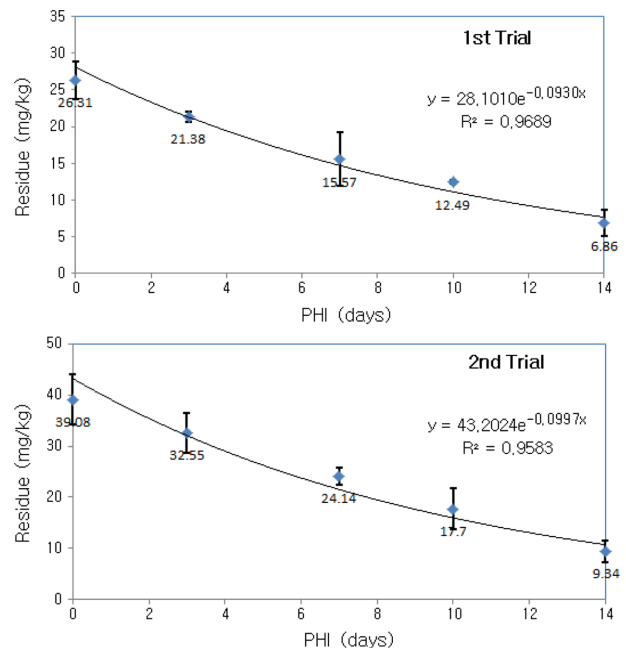 1st Trial
y = 28,1010e-0,0930x
R² = 0,9689
Residue (mg/kg)
35
30
25
20
15
10
5
0
26.31
21.38
15.57
12.49
6.86
0 2 4 6 8 10 12 14
PHI (days)
2nd Trial
y = 43,2024e-0,0997x
R² = 0,9583
Residue (mg/kg)
50
40
30
20
10
0
39.08
32.55
24.14
17.7
9.34
0 2 4 6 8 10 12 14
PHI (days)